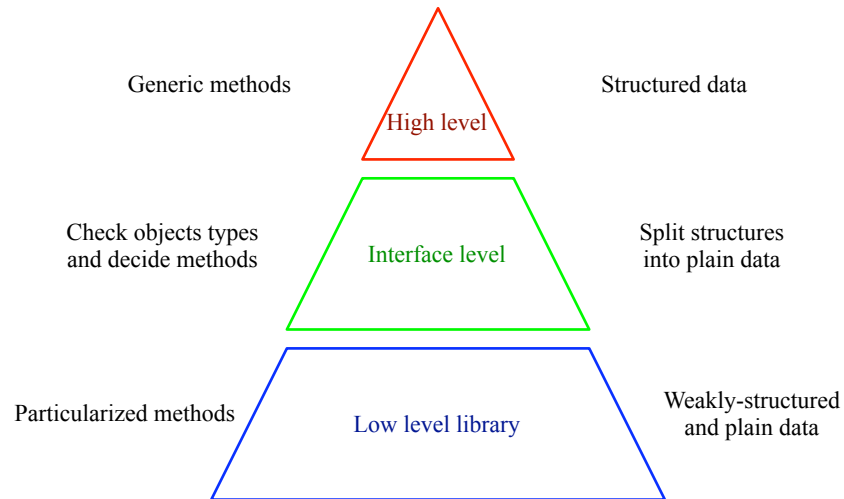 Generic methods
High level
Structured data
Check objects types
and decide methods
Interface level
Split structures
into plain data
Particularized methods
Low level library
Weakly-structured
and plain data